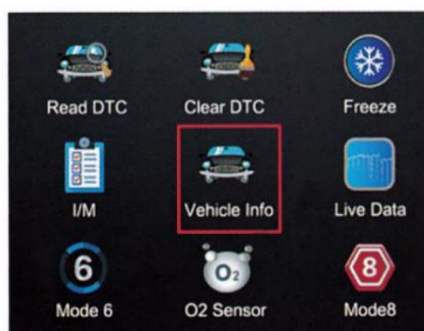 Read DTC
Clear DTC
Freeze
I/M
Vehicle Info
Live Data
6
O2
8
Mode 6
O2 Sensor
Mode8